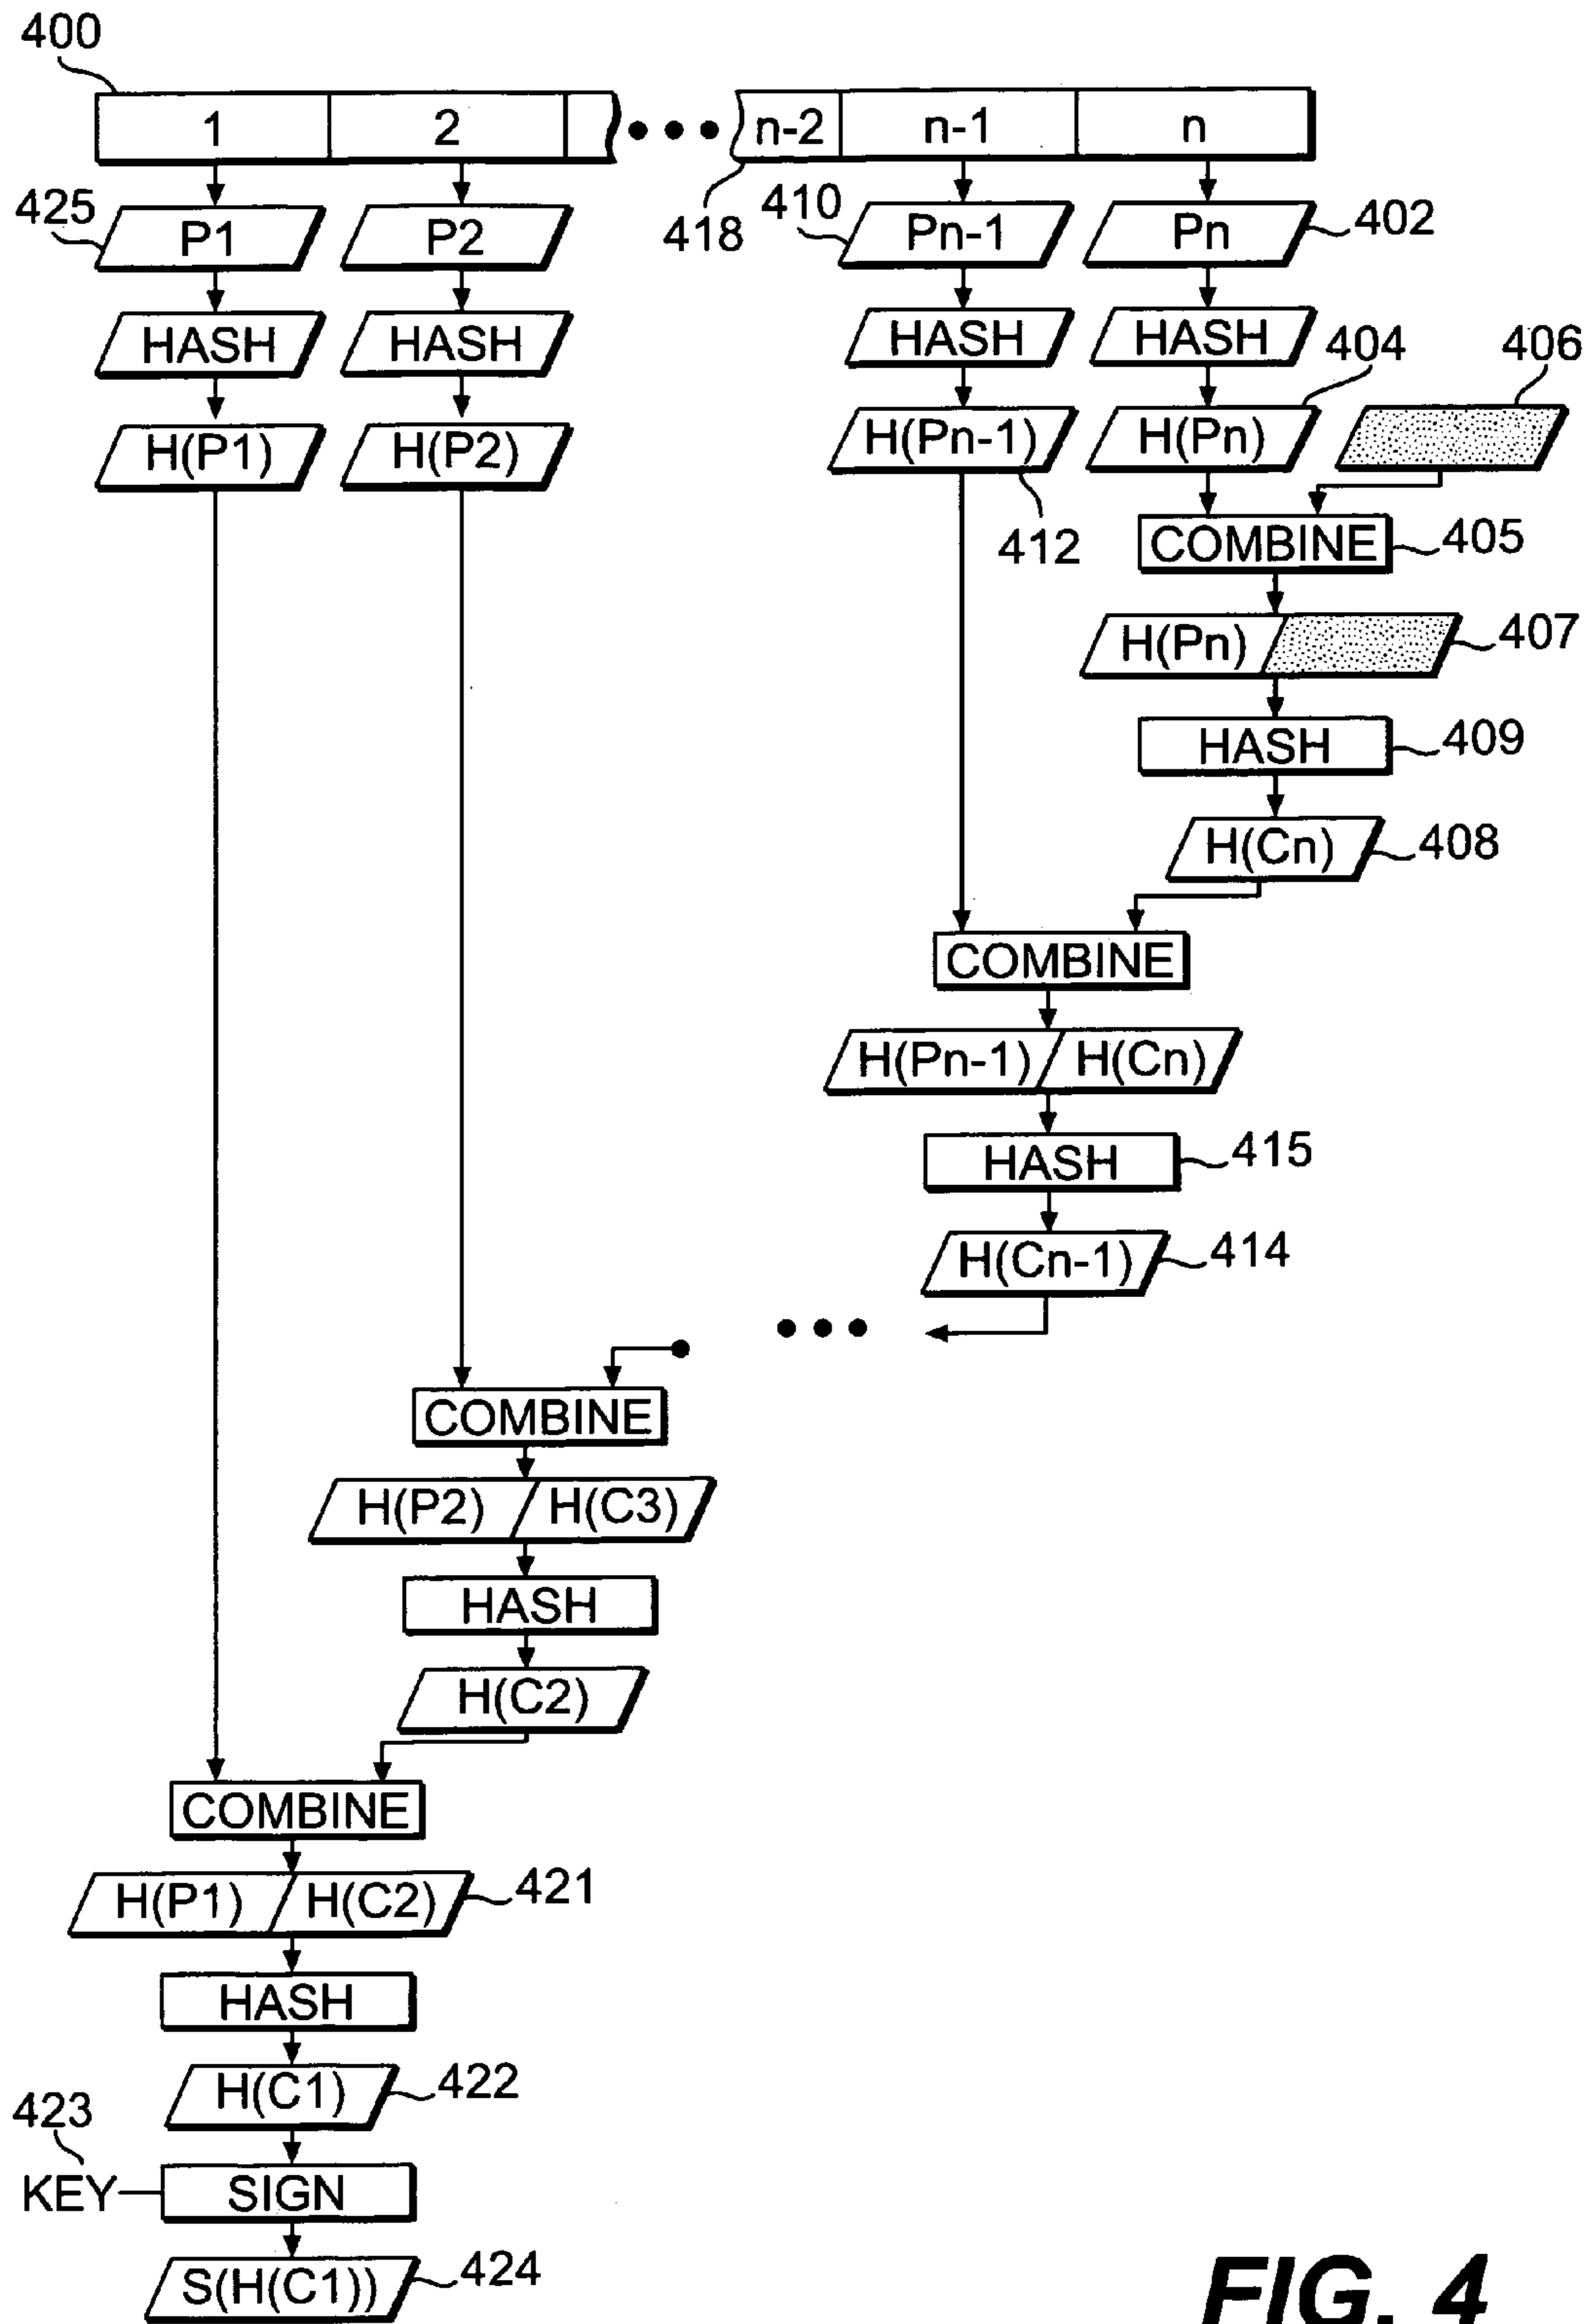 400
1 2 n-2 n-1 n
425 P1 P2 418 410 Pn-1 Pn 402
HASH HASH HASH HASH 404 406
H(P1) H(P2) H(Pn-1) H(Pn)
412 COMBINE 405
H(Pn) 407
HASH 409
H(Cn) 408
COMBINE
H(Pn-1) H(Cn)
HASH 415
H(Cn-1) 414
COMBINE
H(P2) H(C3)
HASH
H(C2)
COMBINE
H(P1) H(C2) 421
HASH
H(C1) 422
423
KEY SIGN
S(H(C1)) 424
FIG. 4